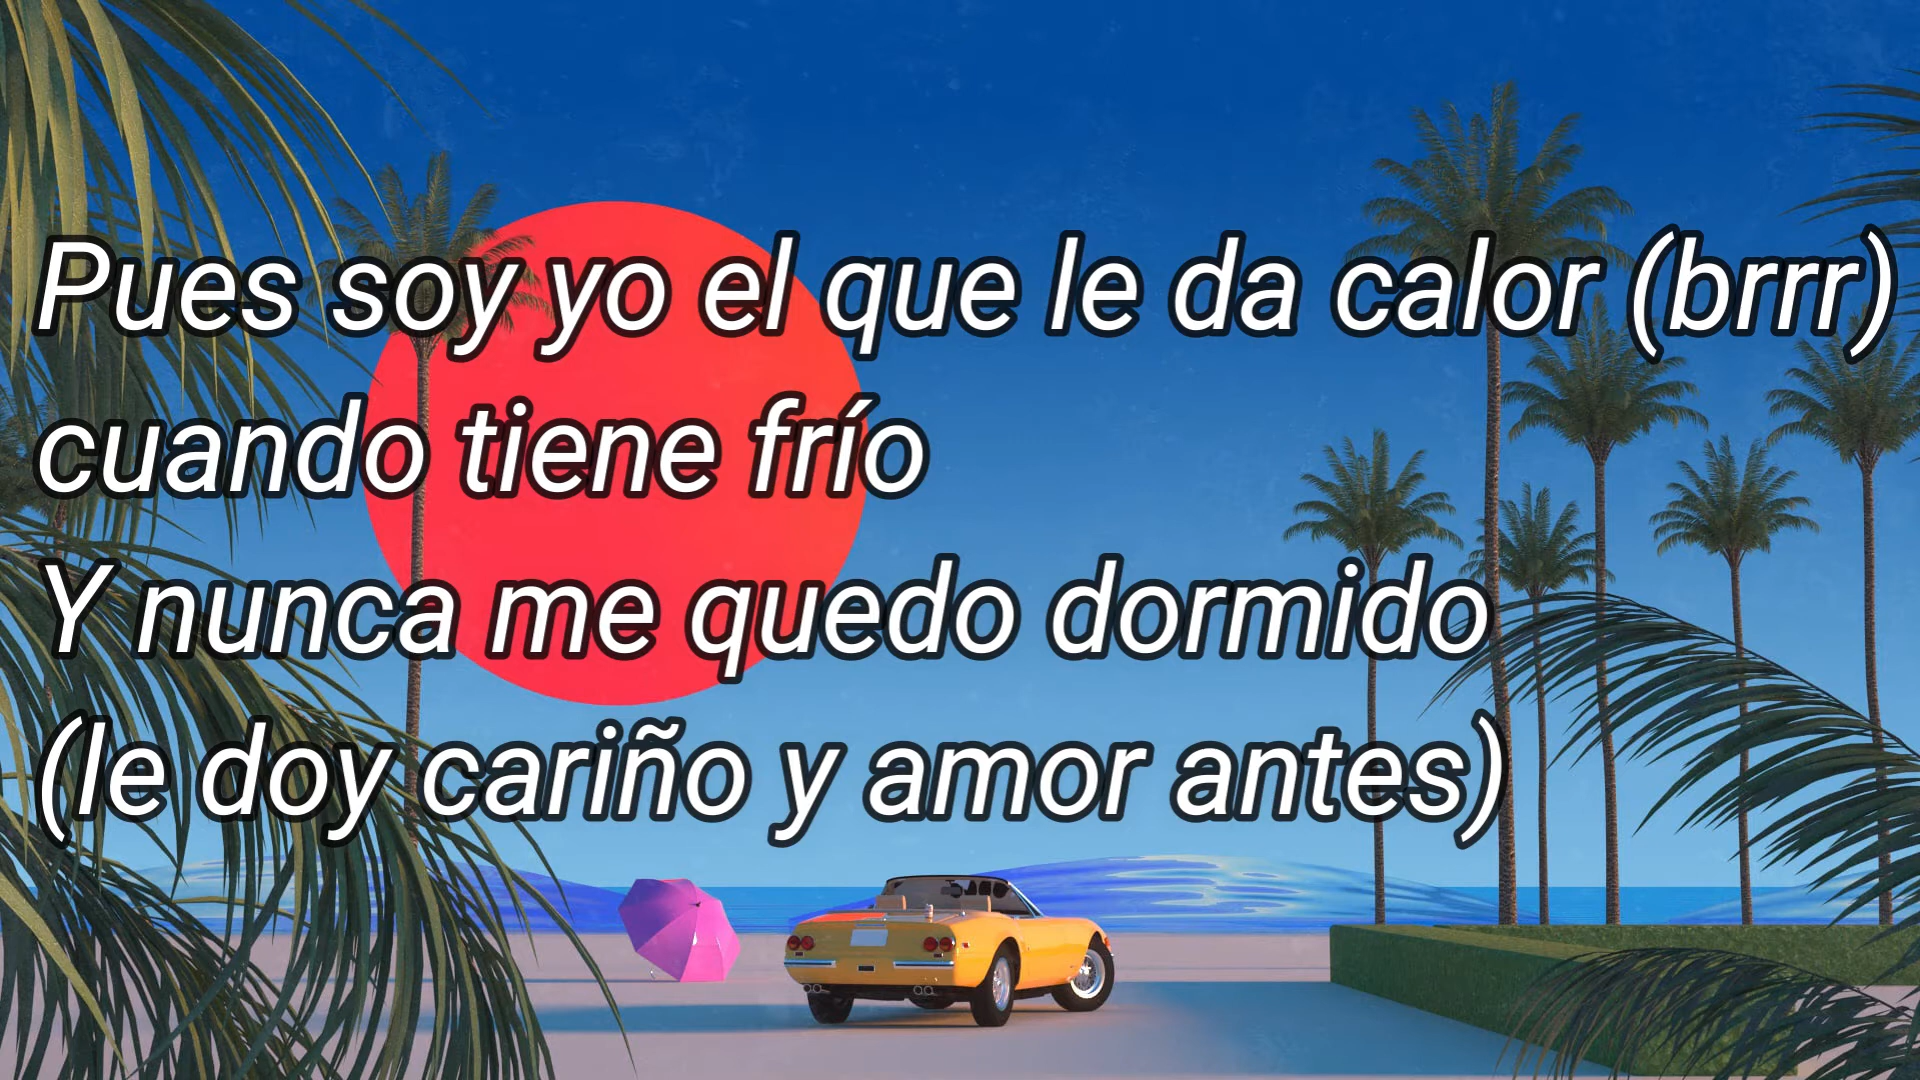 Pues soy yo el que le da calor (brrr)
cuando tiene frío
Y nunca me quedo dormido
(le doy cariño y amor antes)